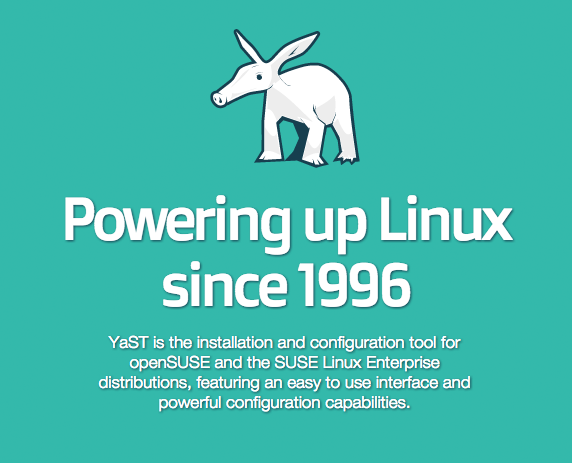 Powering up Linux
since 1996
YaST is the installation and configuration tool for
openSUSE and the SUSE Linux Enterprise
distributions, featuring an easy to use interface and
powerful configuration capabilities.